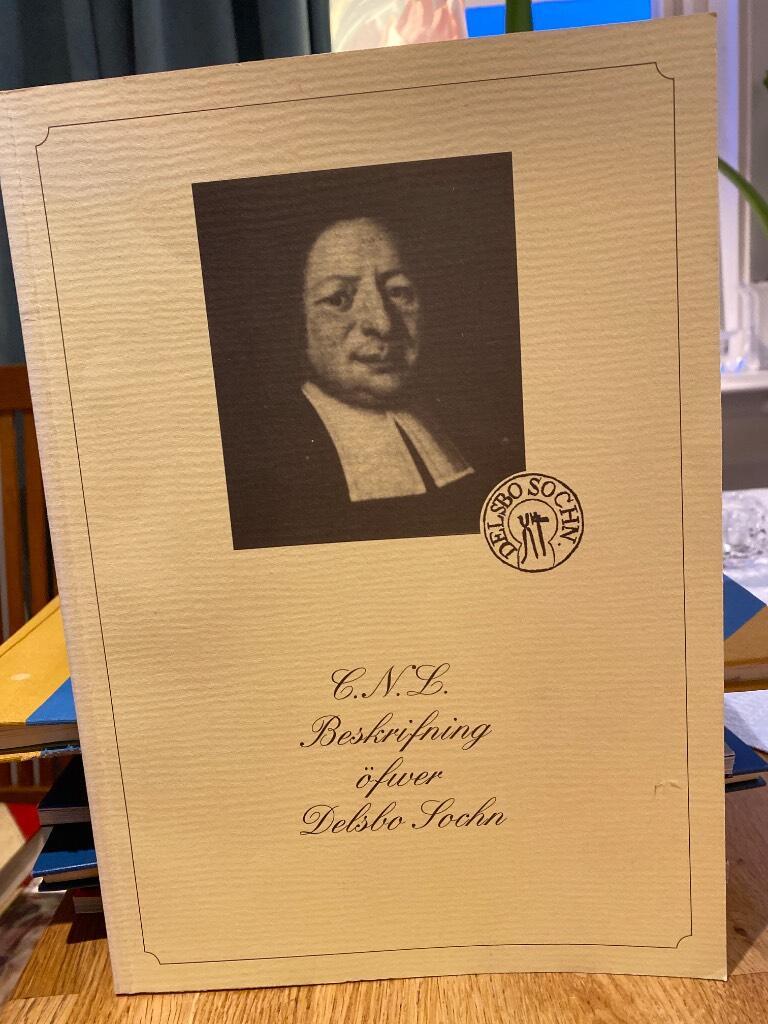 DELSBO SOCHN.
C.N.L.
Beskrifning
öfwer
Delsbo Sochn